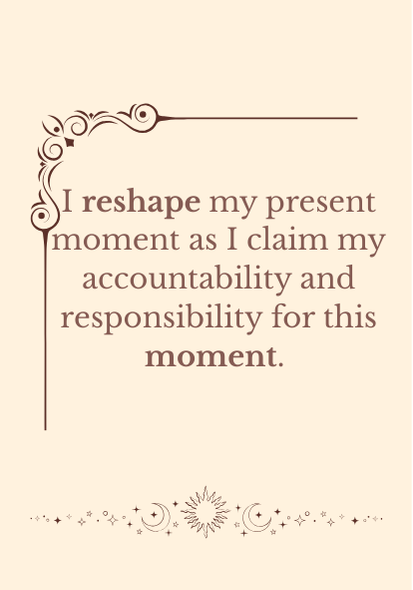 I reshape my present
moment as I claim my
accountability and
responsibility for this
moment.